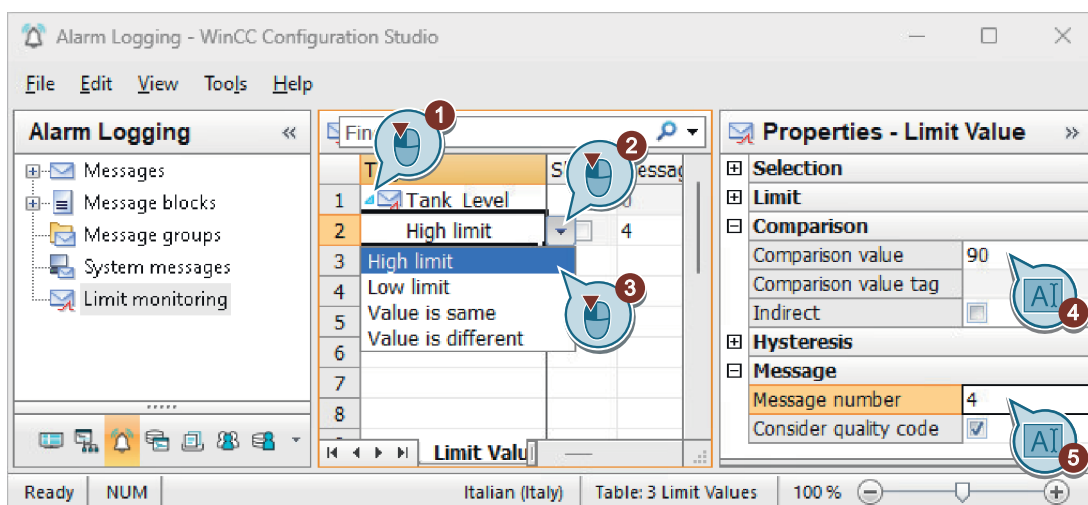 Alarm Logging - WinCC Configuration Studio
File Edit View Tools Help
Alarm Logging «
Messages
Message blocks
Message groups
System messages
Limit monitoring
1
2
1 Tank_Level 0
2 High limit 4
3 High limit
4 Low limit
5 Value is same
6 Value is different
7
8
3
Limit Valu
Properties - Limit Value »
Selection
Limit
Comparison
Comparison value 90
Comparison value tag
Indirect
AI 4
Hysteresis
Message
Message number 4
Consider quality code
AI 5
Ready NUM Italian (Italy) Table: 3 Limit Values 100 %